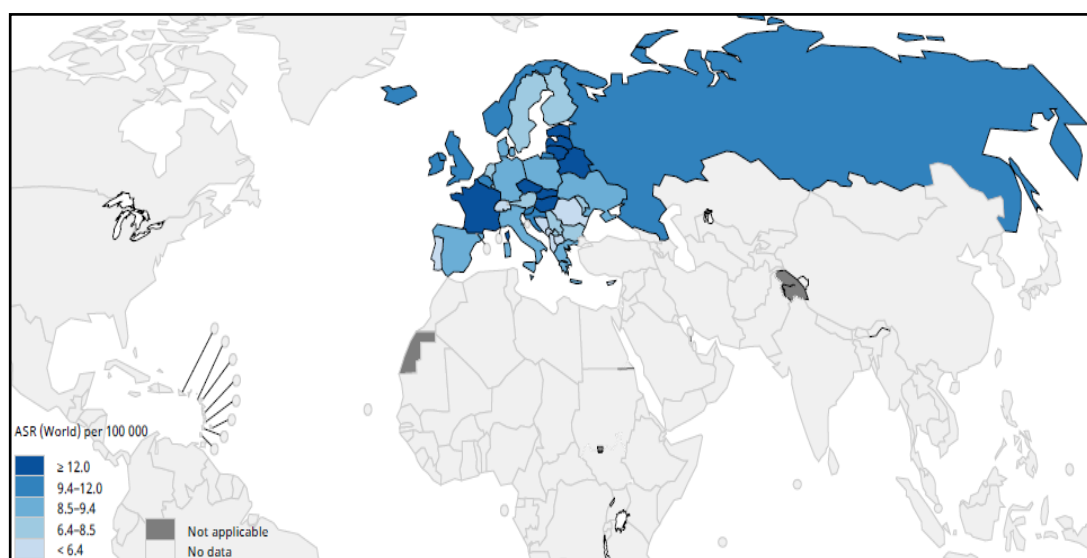 ASR (World) per 100 000
≥ 12.0
9.4–12.0
8.5–9.4
6.4–8.5
< 6.4
Not applicable
No data